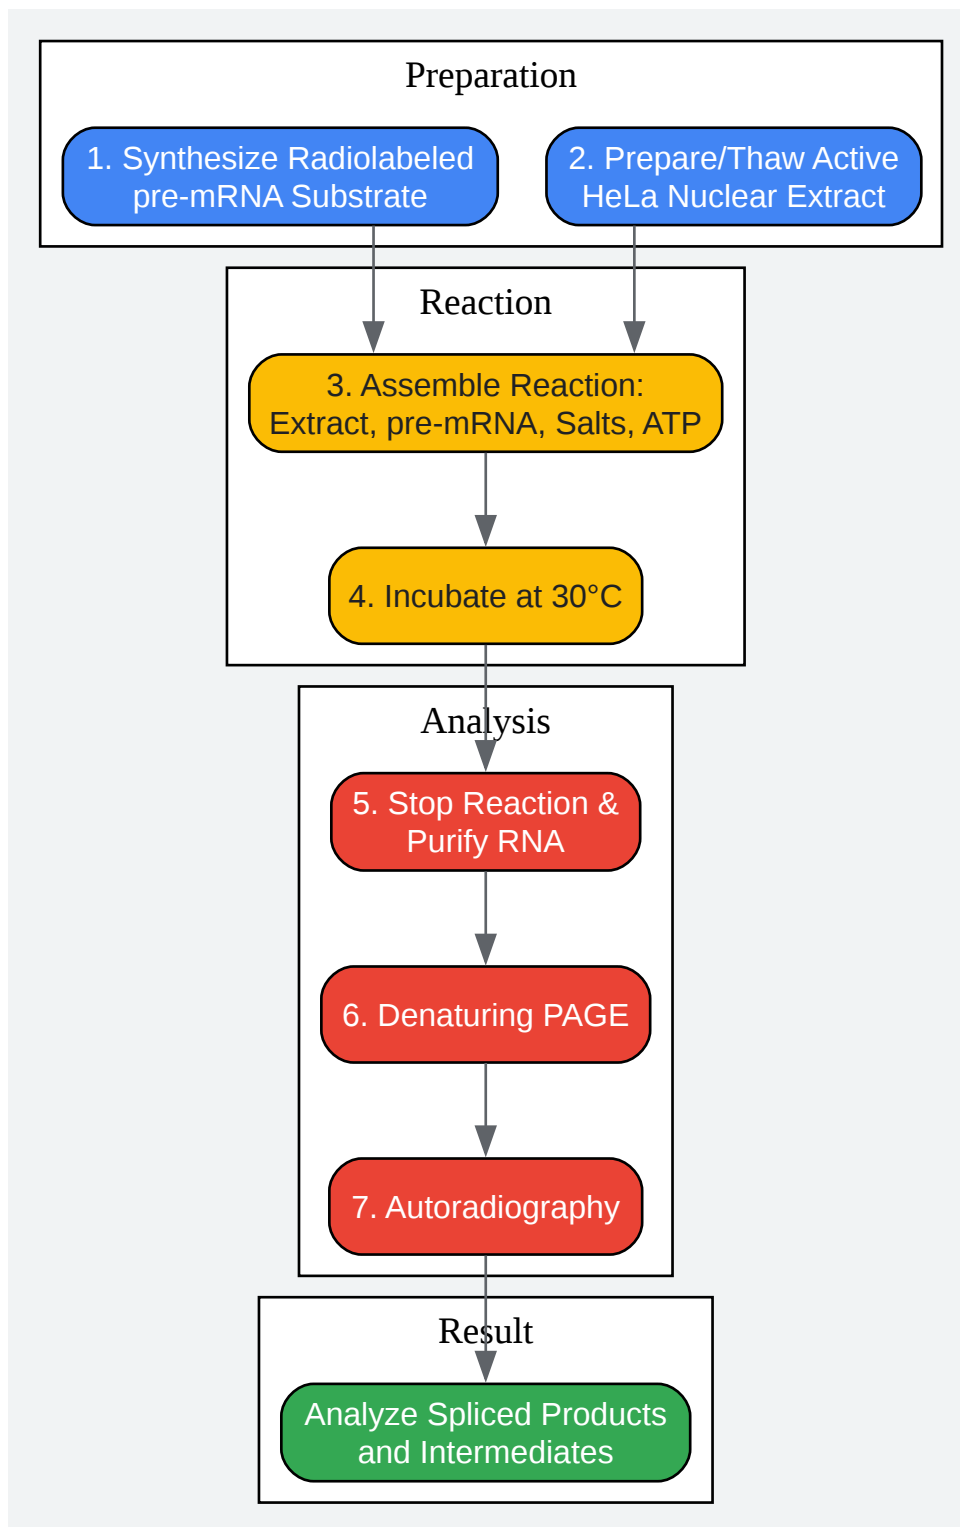 Preparation
1. Synthesize Radiolabeled
pre-mRNA Substrate
2. Prepare/Thaw Active
HeLa Nuclear Extract
Reaction
3. Assemble Reaction:
Extract, pre-mRNA, Salts, ATP
4. Incubate at 30°C
Analysis
5. Stop Reaction &
Purify RNA
6. Denaturing PAGE
7. Autoradiography
Result
Analyze Spliced Products
and Intermediates